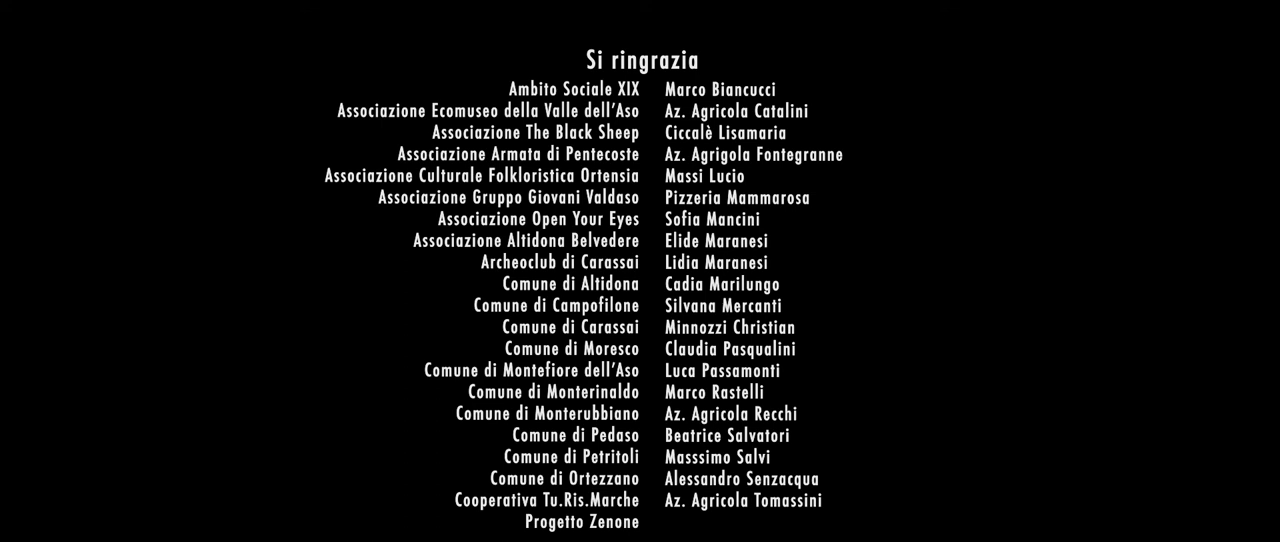 Si ringrazia
Ambito Sociale XIX Marco Biancucci
Associazione Ecomuseo della Valle dell'Aso Az. Agricola Catalini
Associazione The Black Sheep Ciccalè Lisamaria
Associazione Armata di Pentecoste Az. Agrigola Fontegranne
Associazione Culturale Folkloristica Ortensia Massi Lucio
Associazione Gruppo Giovani Valdaso Pizzeria Mammarosa
Associazione Open Your Eyes Sofia Mancini
Associazione Altidona Belvedere Elide Maranesi
Archeoclub di Carassai Lidia Maranesi
Comune di Altidona Cadia Marilungo
Comune di Campofilone Silvana Mercanti
Comune di Carassai Minnozzi Christian
Comune di Moresco Claudia Pasqualini
Comune di Montefiore dell'Aso Luca Passamonti
Comune di Monterinaldo Marco Rastelli
Comune di Monterubbiano Az. Agricola Recchi
Comune di Pedaso Beatrice Salvatori
Comune di Petritoli Masssimo Salvi
Comune di Ortezzano Alessandro Senzacqua
Cooperativa Tu.Ris.Marche Az. Agricola Tomassini
Progetto Zenone